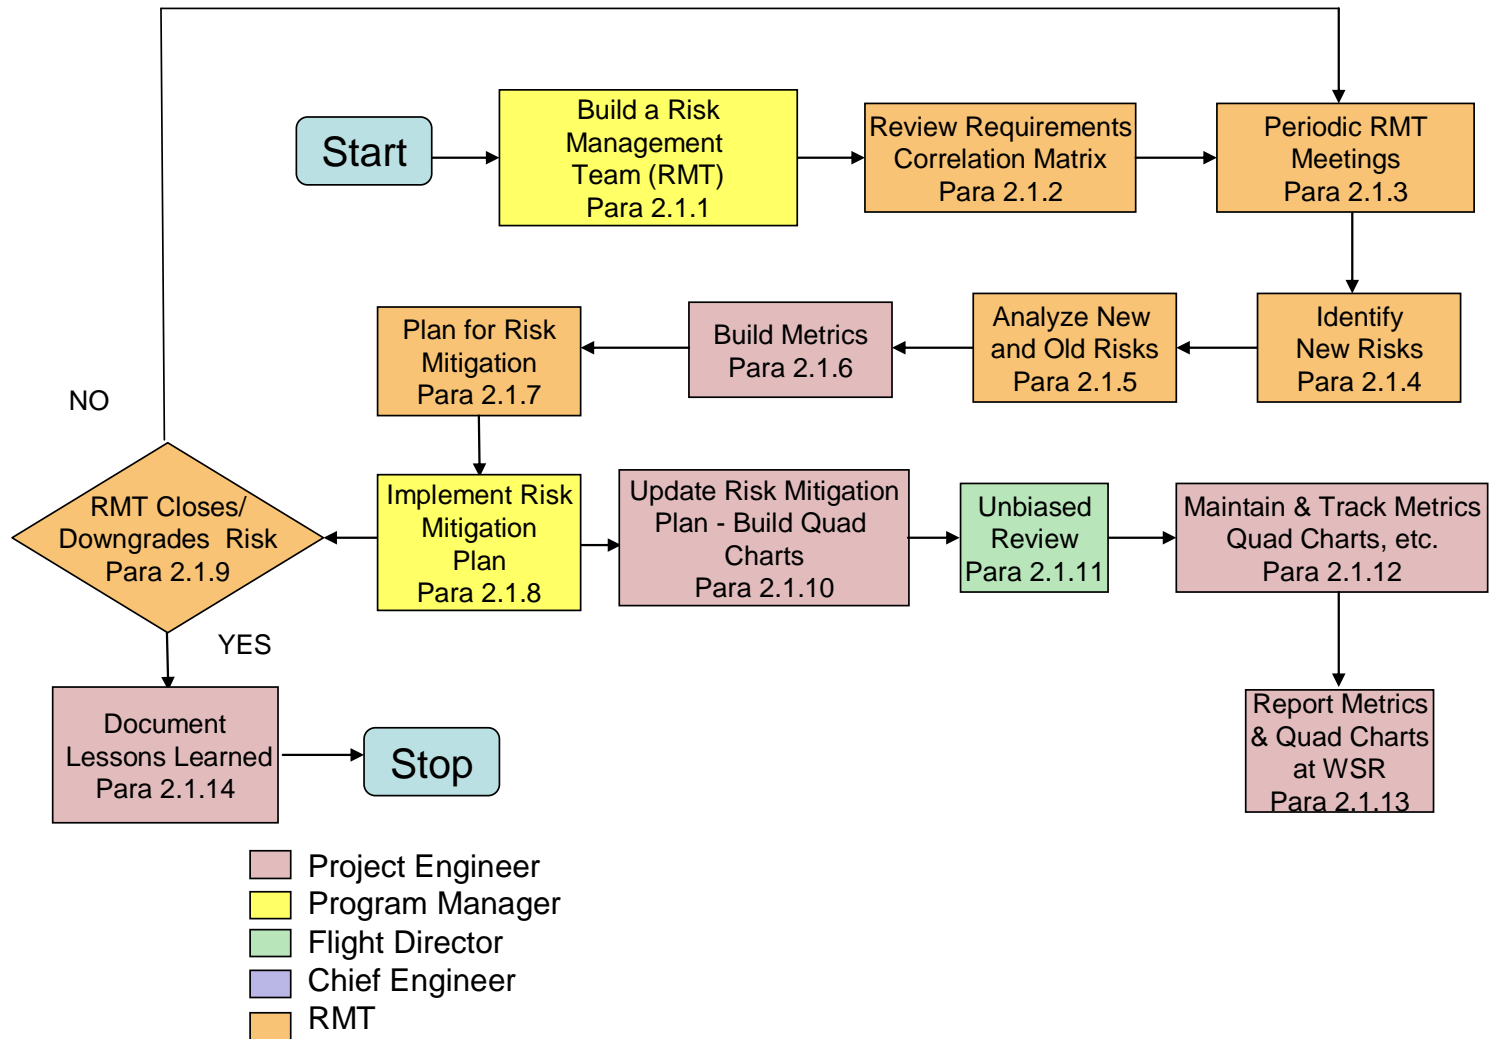 Start
Build a Risk
Management
Team (RMT)
Para 2.1.1
Review Requirements
Correlation Matrix
Para 2.1.2
Periodic RMT
Meetings
Para 2.1.3
Identify
New Risks
Para 2.1.4
Analyze New
and Old Risks
Para 2.1.5
Build Metrics
Para 2.1.6
Plan for Risk
Mitigation
Para 2.1.7
Implement Risk
Mitigation
Plan
Para 2.1.8
NO
RMT Closes/
Downgrades Risk
Para 2.1.9
YES
Update Risk Mitigation
Plan - Build Quad
Charts
Para 2.1.10
Unbiased
Review
Para 2.1.11
Maintain & Track Metrics
Quad Charts, etc.
Para 2.1.12
Report Metrics
& Quad Charts
at WSR
Para 2.1.13
Document
Lessons Learned
Para 2.1.14
Stop
Project Engineer
Program Manager
Flight Director
Chief Engineer
RMT